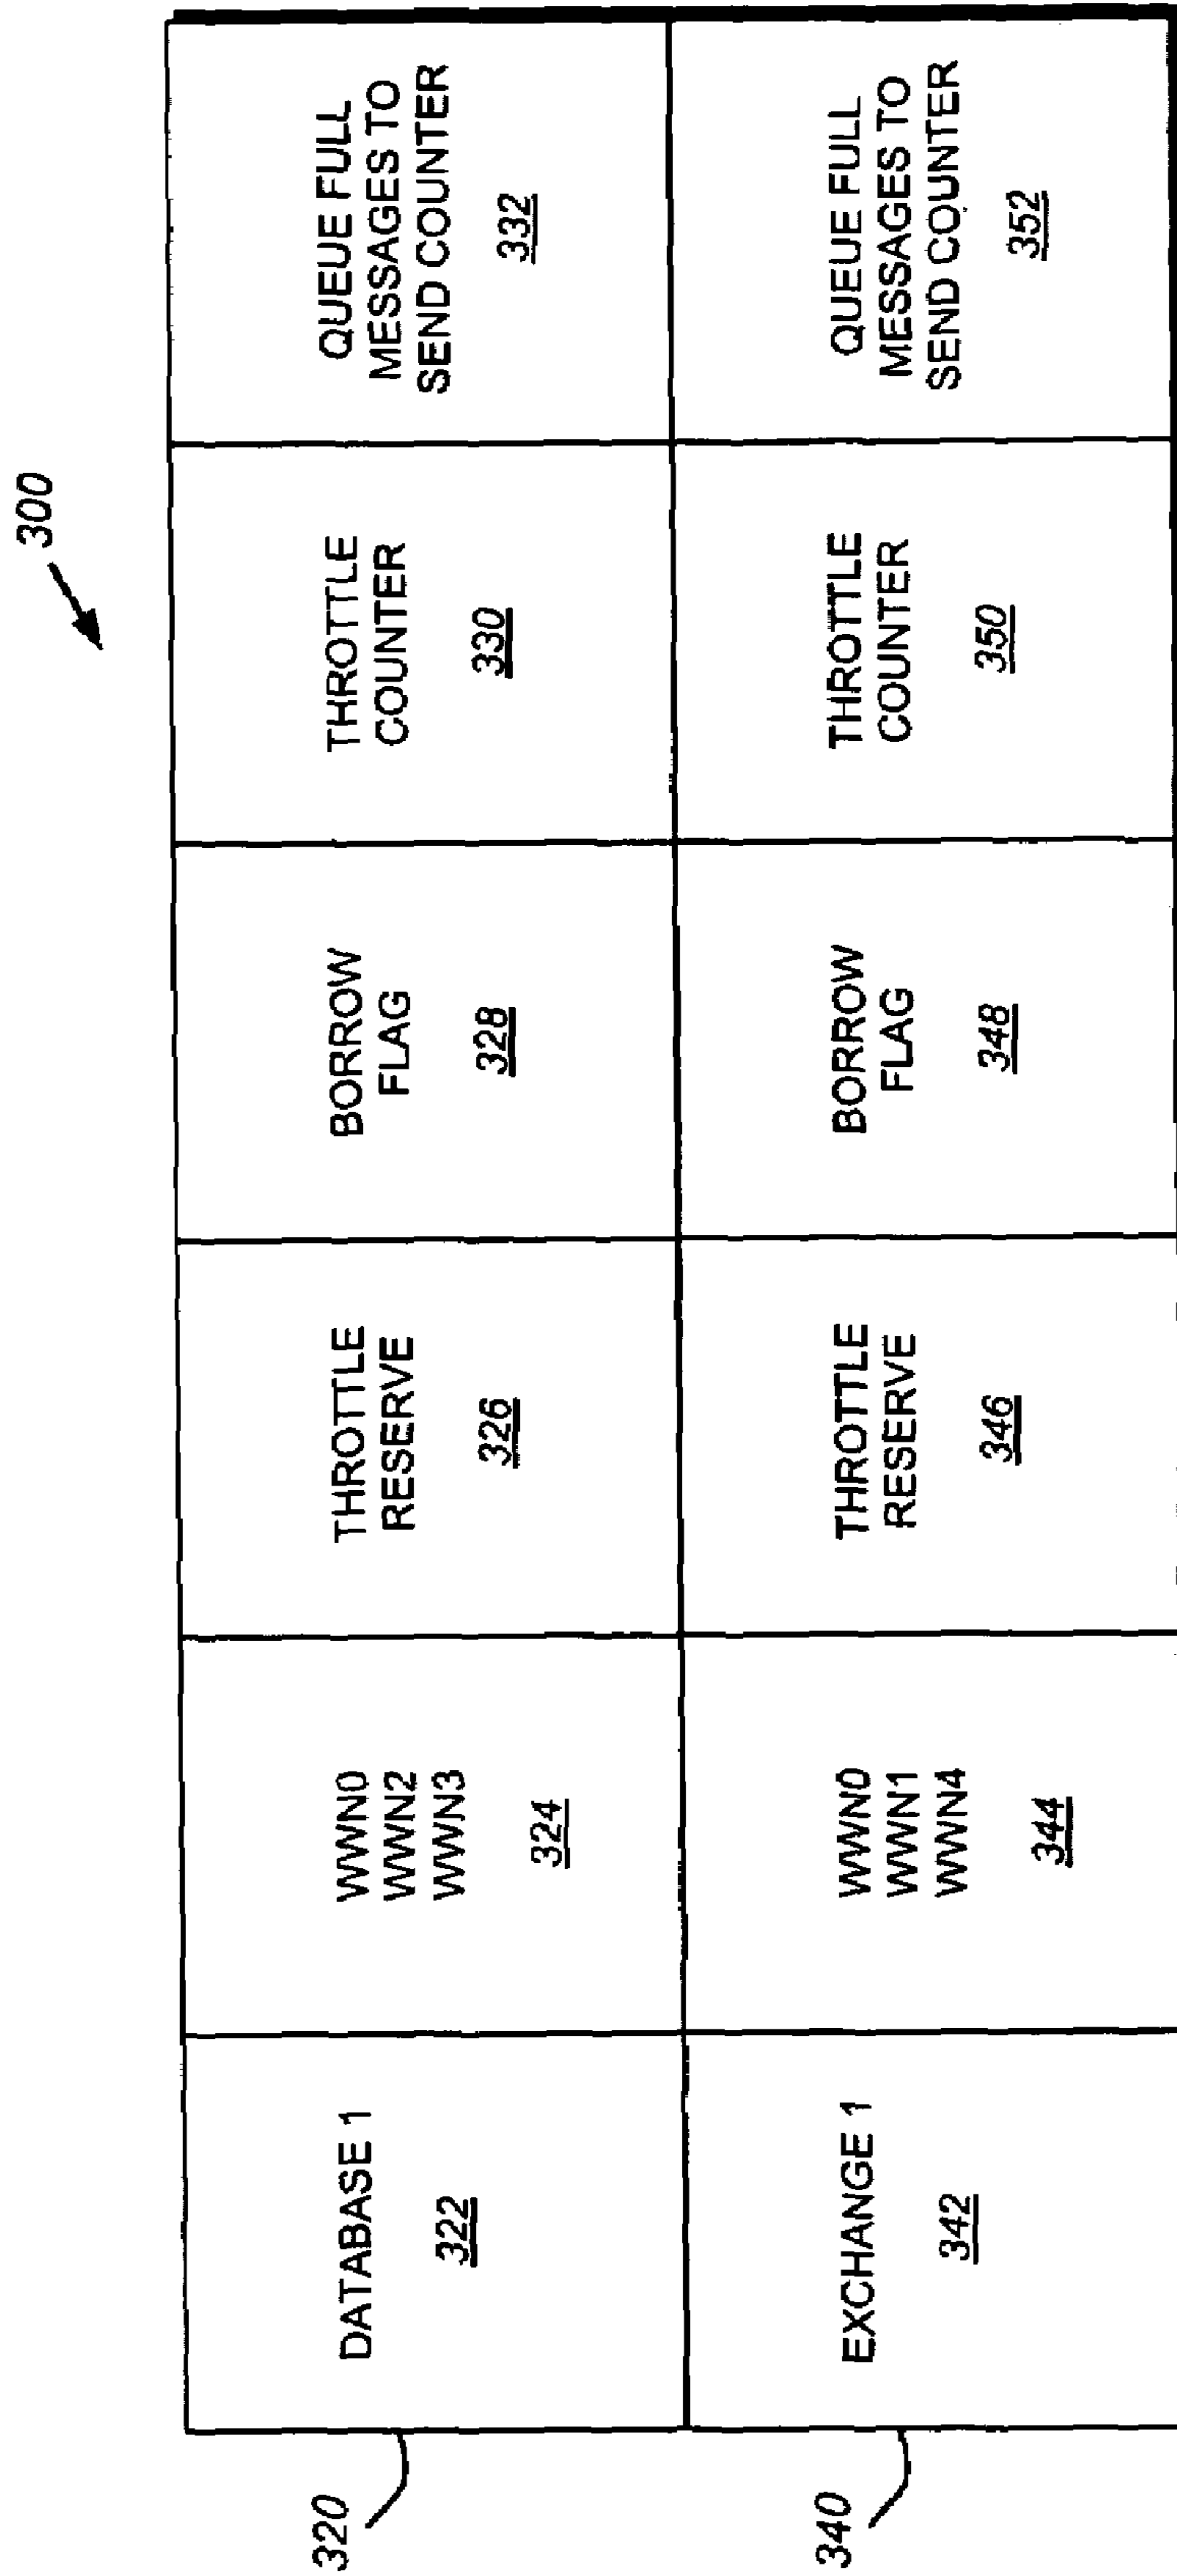 300
320
DATABASE 1
322
WWN0
WWN2
WWN3
324
THROTTLE
RESERVE
326
BORROW
FLAG
328
THROTTLE
COUNTER
330
QUEUE FULL
MESSAGES TO
SEND COUNTER
332
340
EXCHANGE 1
342
WWN0
WWN1
WWN4
344
THROTTLE
RESERVE
346
BORROW
FLAG
348
THROTTLE
COUNTER
350
QUEUE FULL
MESSAGES TO
SEND COUNTER
352